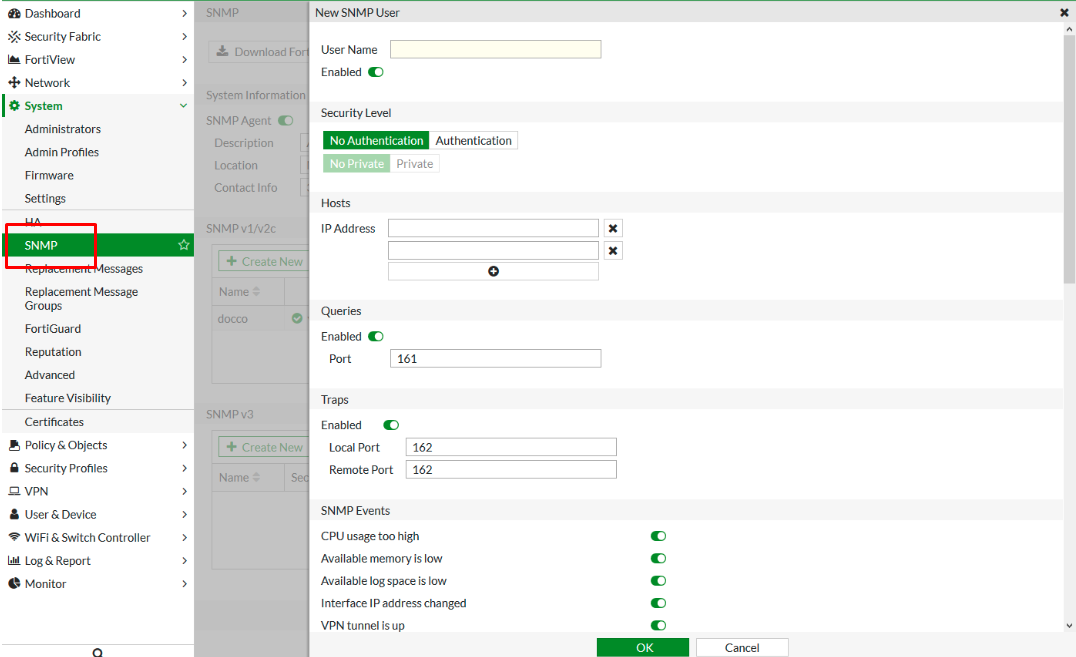 Dashboard
Security Fabric
FortiView
Network
System
Administrators
Admin Profiles
Firmware
Settings
HA
SNMP
Replacement Messages
Replacement Message
Groups
FortiGuard
Reputation
Advanced
Feature Visibility
Certificates
Policy & Objects
Security Profiles
VPN
User & Device
WiFi & Switch Controller
Log & Report
Monitor
SNMP
Download Fort
System Information
SNMP Agent
Description
Location
Contact Info
SNMP v1/v2c
Create New
Name
docco
SNMP v3
Create New
Name Sec
New SNMP User
User Name
Enabled
Security Level
No Authentication Authentication
No Private Private
Hosts
IP Address
Queries
Enabled
Port 161
Traps
Enabled
Local Port 162
Remote Port 162
SNMP Events
CPU usage too high
Available memory is low
Available log space is low
Interface IP address changed
VPN tunnel is up
OK Cancel